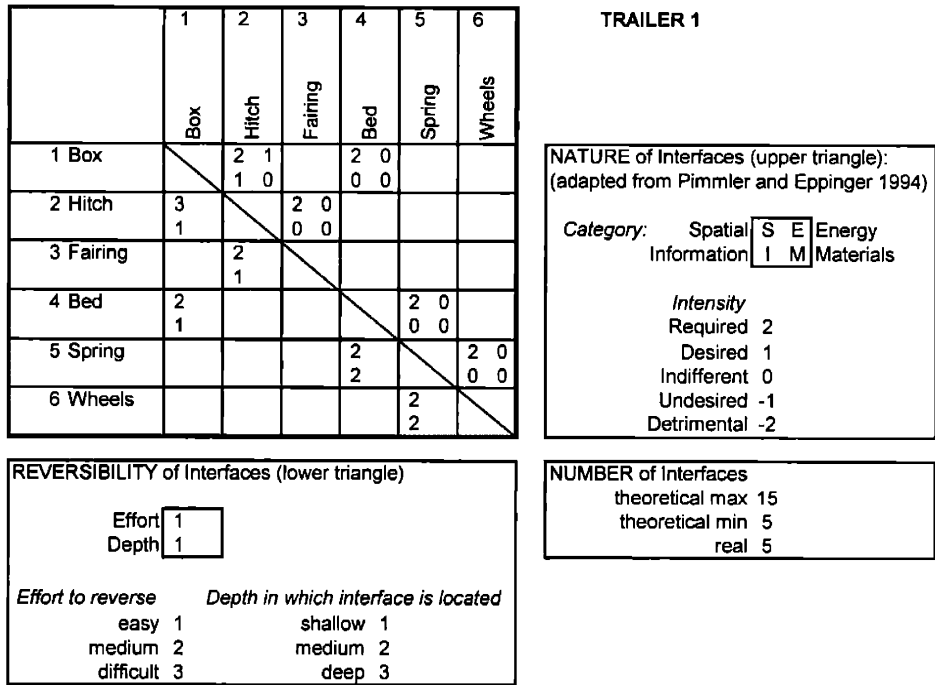 TRAILER 1
1 2 3 4 5 6
Box Hitch Fairing Bed Spring Wheels
1 Box 2 1 2 0
1 0 0 0
2 Hitch 3 2 0
1 0 0
3 Fairing 2
1
4 Bed 2 2 0
1 0 0
5 Spring 2 2 0
2 0 0
6 Wheels 2
2
NATURE of Interfaces (upper triangle):
(adapted from Pimmler and Eppinger 1994)
Category: Spatial S E Energy
Information I M Materials
Intensity
Required 2
Desired 1
Indifferent 0
Undesired -1
Detrimental -2
REVERSIBILITY of Interfaces (lower triangle)
Effort 1
Depth 1
Effort to reverse Depth in which interface is located
easy 1 shallow 1
medium 2 medium 2
difficult 3 deep 3
NUMBER of Interfaces
theoretical max 15
theoretical min 5
real 5